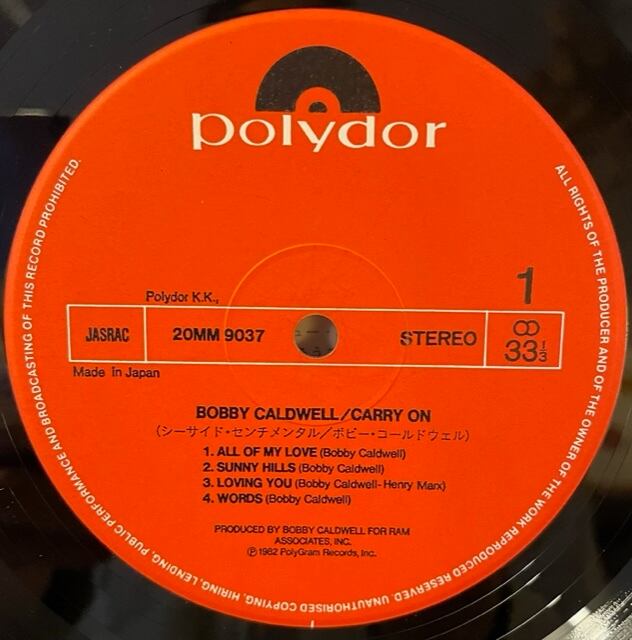 polydor
1
Polydor K.K.,
JASRAC
20MM 9037
STEREO
33 1/3
Made in Japan
BOBBY CALDWELL/CARRY ON
(シーサイド・センチメンタル/ボビー・コールドウェル)
1. ALL OF MY LOVE (Bobby Caldwell)
2. SUNNY HILLS (Bobby Caldwell)
3. LOVING YOU (Bobby Caldwell- Henry Marx)
4. WORDS (Bobby Caldwell)
PRODUCED BY BOBBY CALDWELL FOR RAM
ASSOCIATES, INC.
Ⓟ1982 PolyGram Records, Inc.
ALL RIGHTS OF THE PRODUCER AND OF THE OWNER OF THE WORK REPRODUCED RESERVED. UNAUTHORISED COPYING, HIRING, LENDING, PUBLIC PERFORMANCE AND BROADCASTING OF THIS RECORD PROHIBITED.